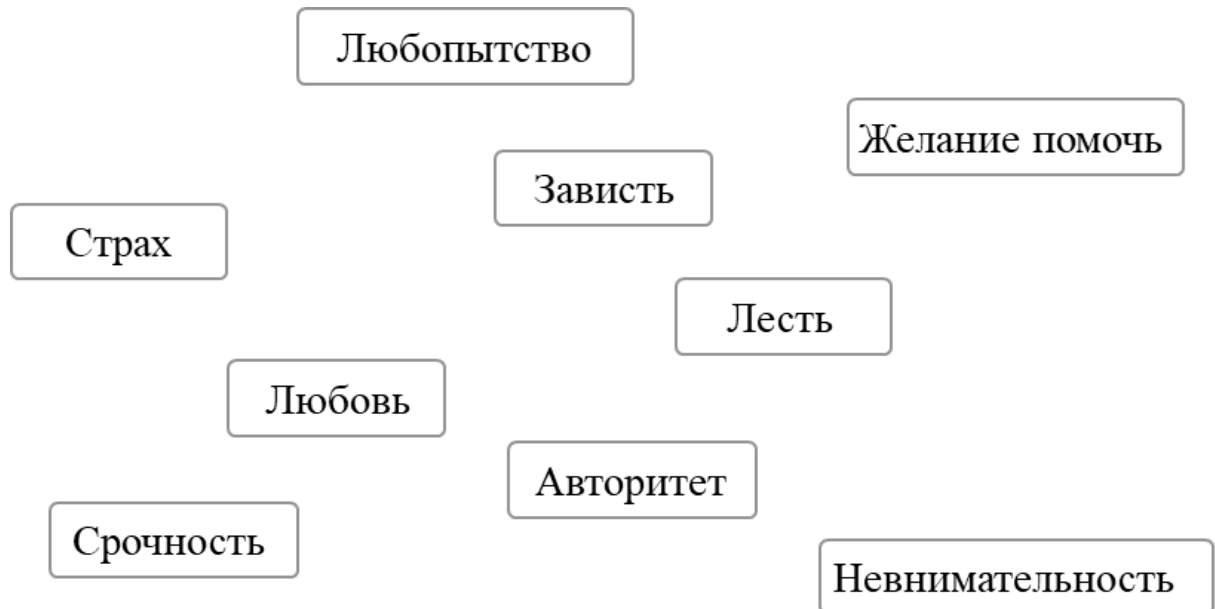 Любопытство
Желание помочь
Зависть
Страх
Лесть
Любовь
Авторитет
Срочность
Невнимательность